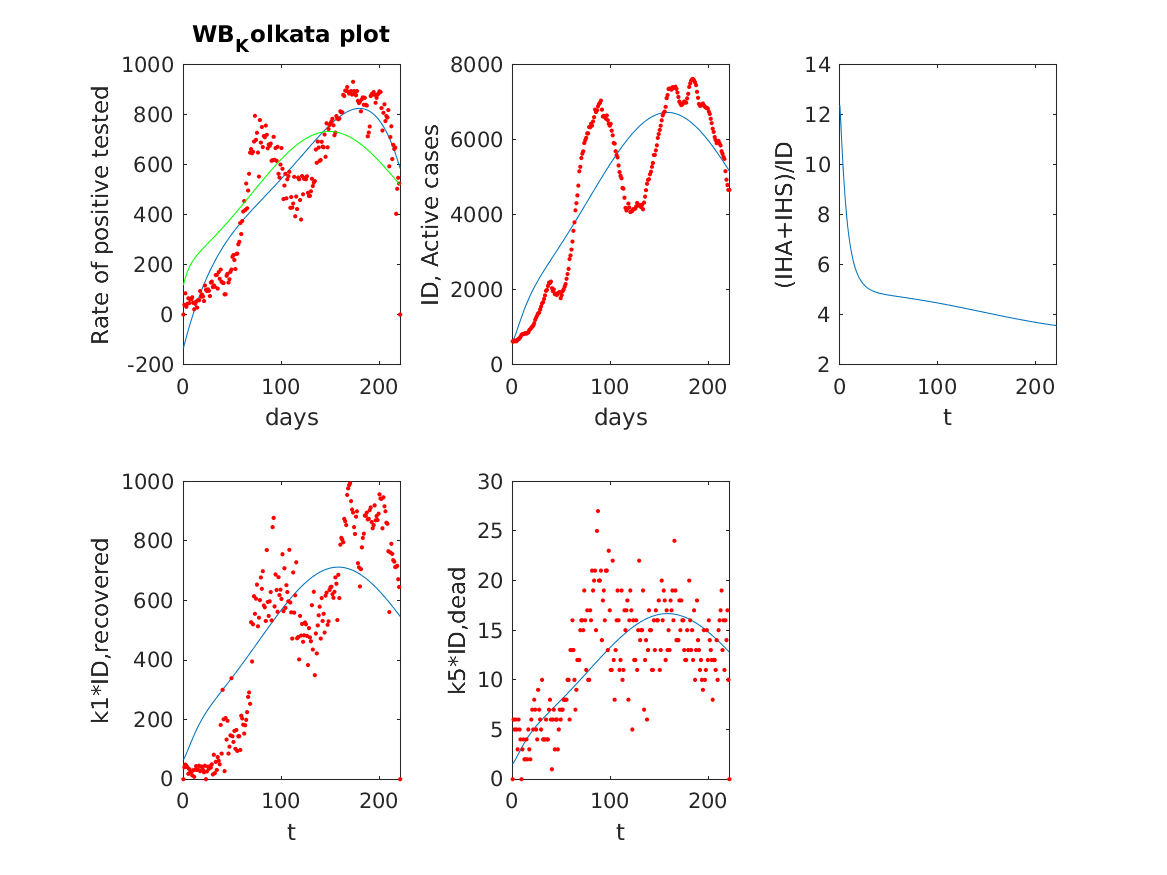 WB_Kolkata plot
1000
800
600
400
200
0
-200
0 100 200
Rate of positive tested
days
8000
6000
4000
2000
0
0 100 200
ID, Active cases
days
14
12
10
8
6
4
2
0 100 200
(IHA+IHS)/ID
t
1000
800
600
400
200
0
0 100 200
k1*ID,recovered
t
30
25
20
15
10
5
0
0 100 200
k5*ID,dead
t